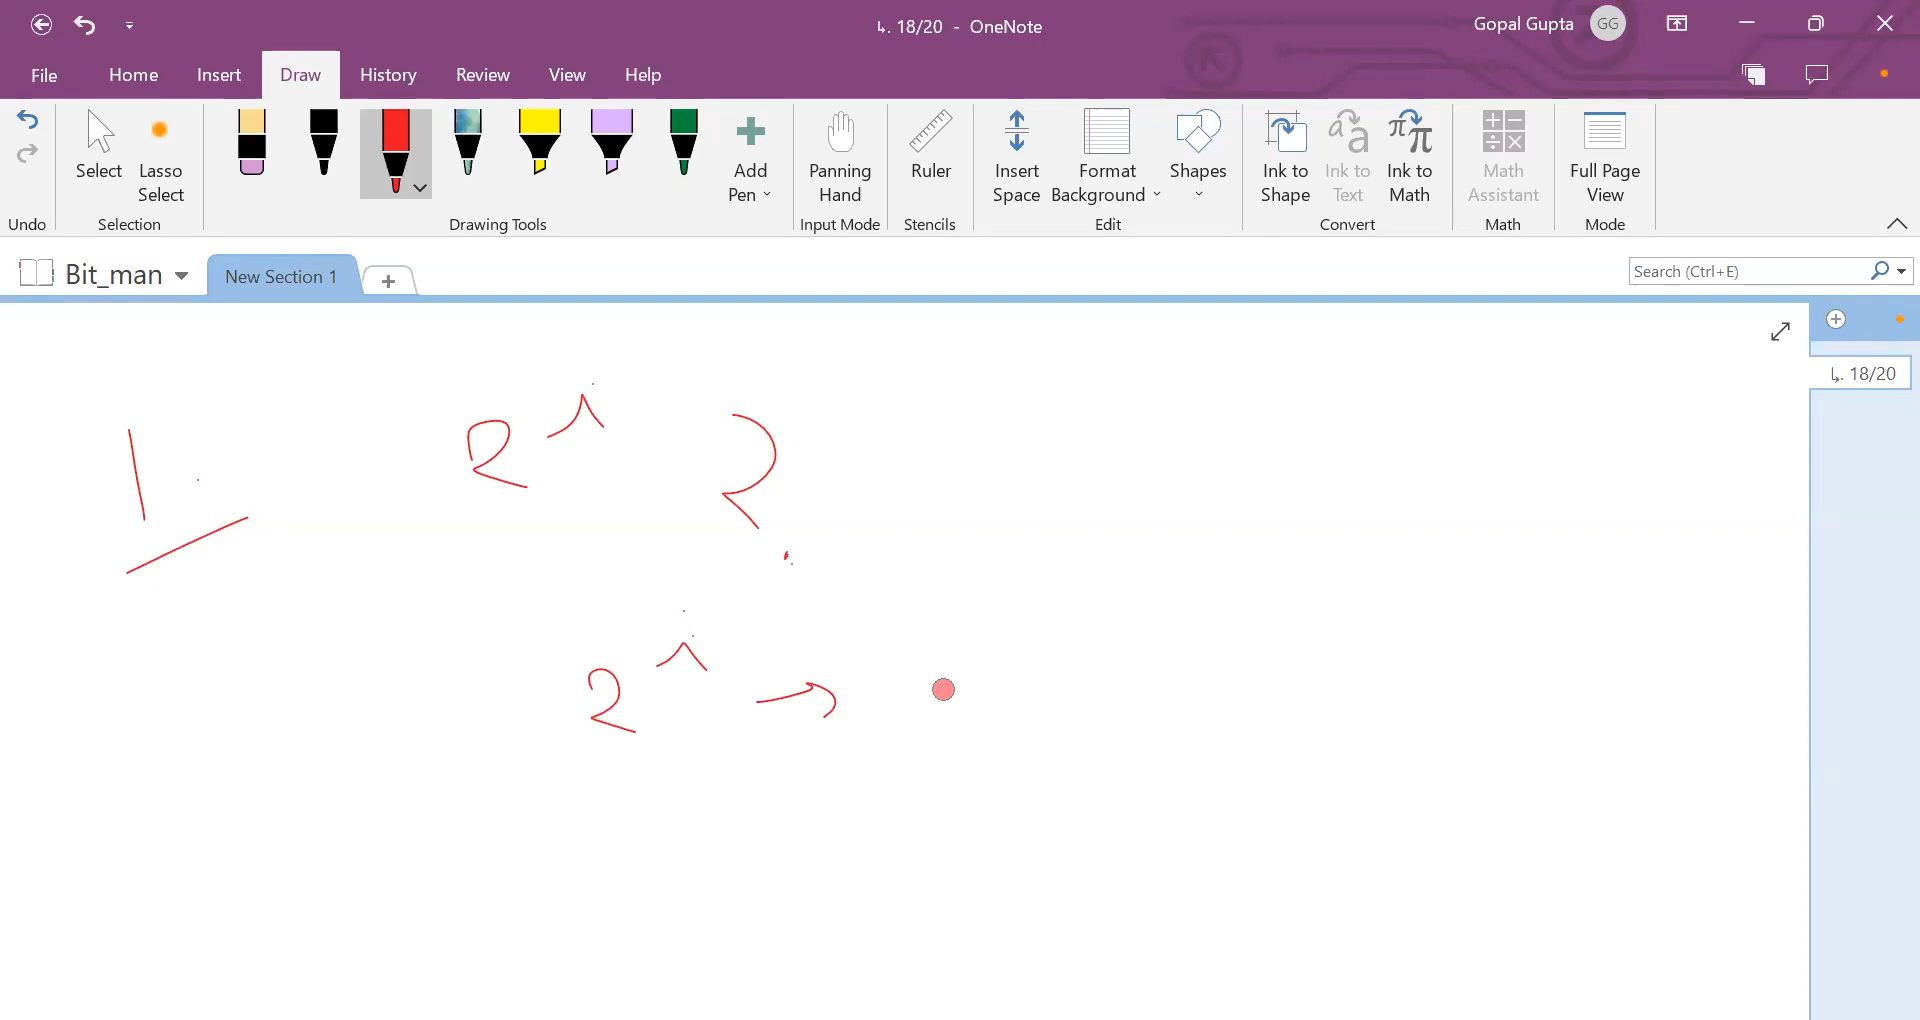 ↳. 18/20 - OneNote
Gopal Gupta GG
File Home Insert Draw History Review View Help
Select
Lasso Select
Add Pen
Panning Hand
Ruler
Insert Space
Format Background
Shapes
Ink to Shape
Ink to Text
Ink to Math
Math Assistant
Full Page View
Undo Selection Drawing Tools Input Mode Stencils Edit Convert Math Mode
Bit_man New Section 1 Search (Ctrl+E)
↳. 18/20
1. 2^i ?
2^i →